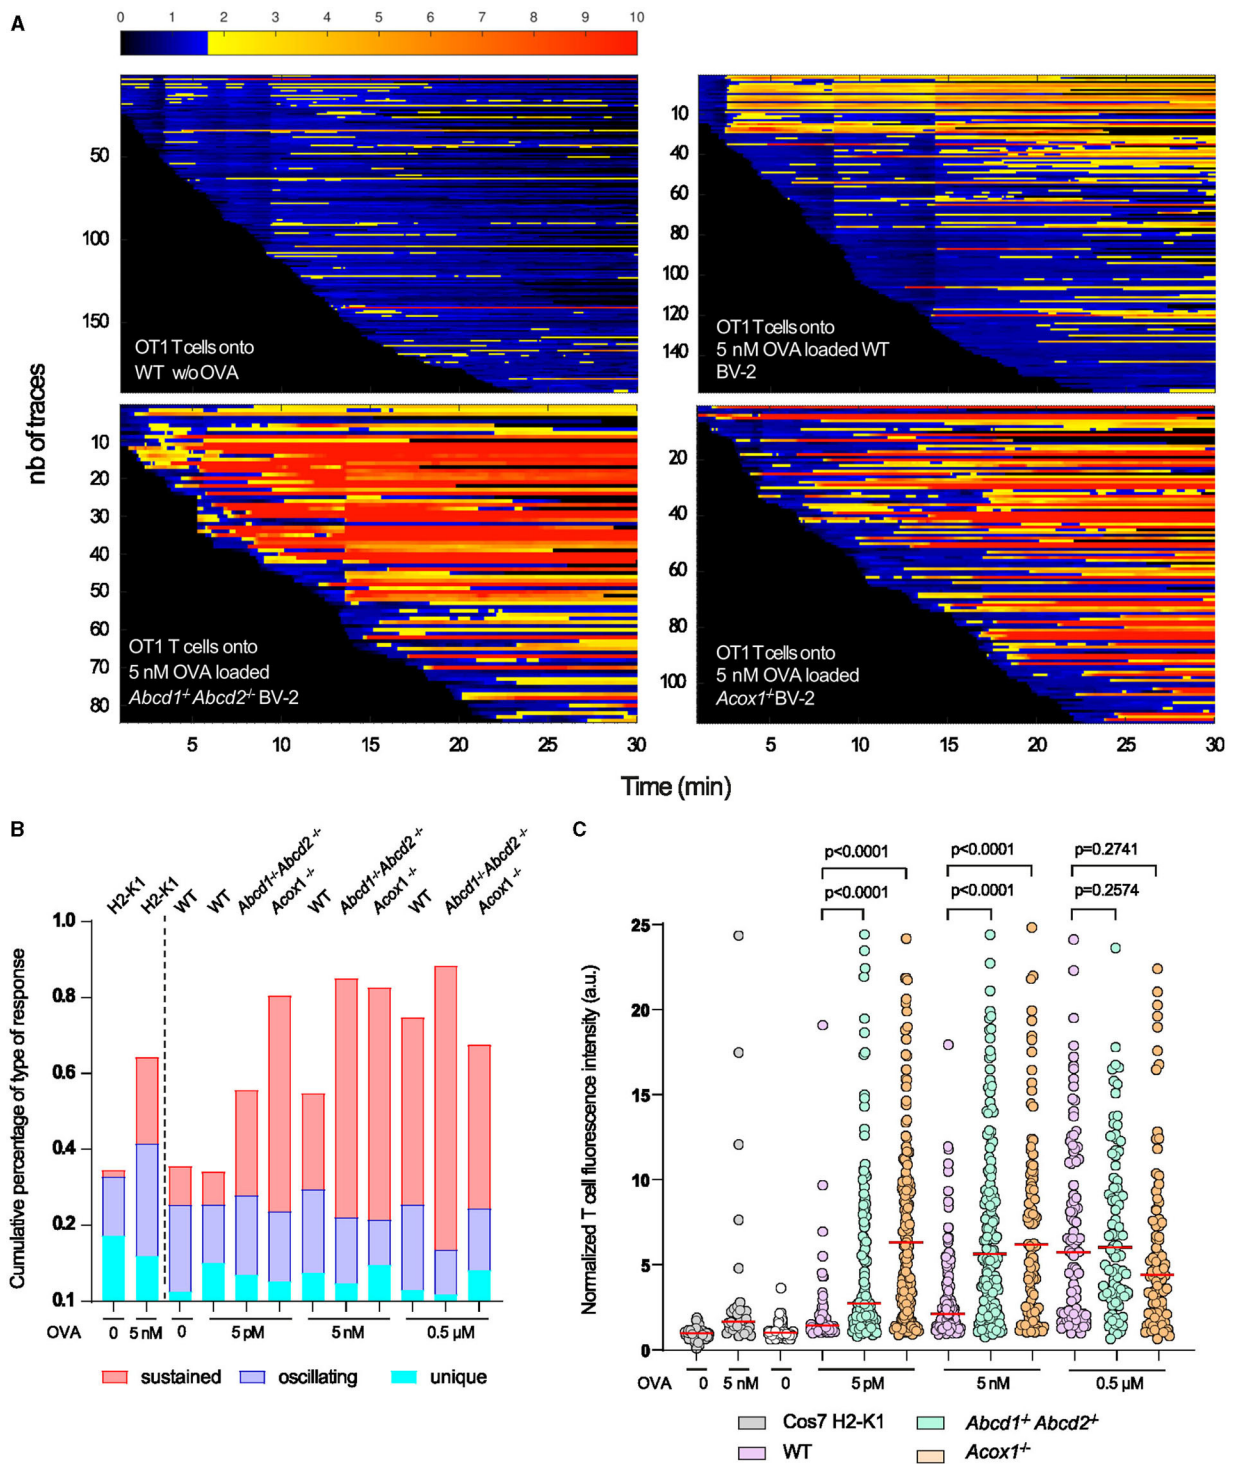 A
0 1 2 3 4 5 6 7 8 9 10
nb of traces
50
100
150
OT1 T cells onto
WT w/o OVA
10
40
60
80
100
120
140
OT1 T cells onto
5 nM OVA loaded WT
BV-2
10
20
30
40
50
60
70
80
OT1 T cells onto
5 nM OVA loaded
Abcd1-/- Abcd2-/- BV-2
20
40
60
80
100
OT1 T cells onto
5 nM OVA loaded
Acox1-/- BV-2
5 10 15 20 25 30
5 10 15 20 25 30
Time (min)
B
H2-K1 H2-K1 WT WT Abcd1-/-Abcd2 -/- Acox1 -/- WT Abcd1-/-Abcd2 -/- Acox1 -/- WT Abcd1-/-Abcd2 -/- Acox1 -/-
Cumulative percentage of type of response
1.0
0.8
0.6
0.4
0.2
0.1
OVA 0 5 nM 0 5 pM 5 nM 0.5 µM
sustained oscillating unique
C
p<0.0001 p<0.0001 p=0.2741
p<0.0001 p<0.0001 p=0.2574
Normalized T cell fluorescence intensity (a.u.)
25
20
15
10
5
0
OVA 0 5 nM 0 5 pM 5 nM 0.5 µM
Cos7 H2-K1 Abcd1-/- Abcd2-/-
WT Acox1-/-